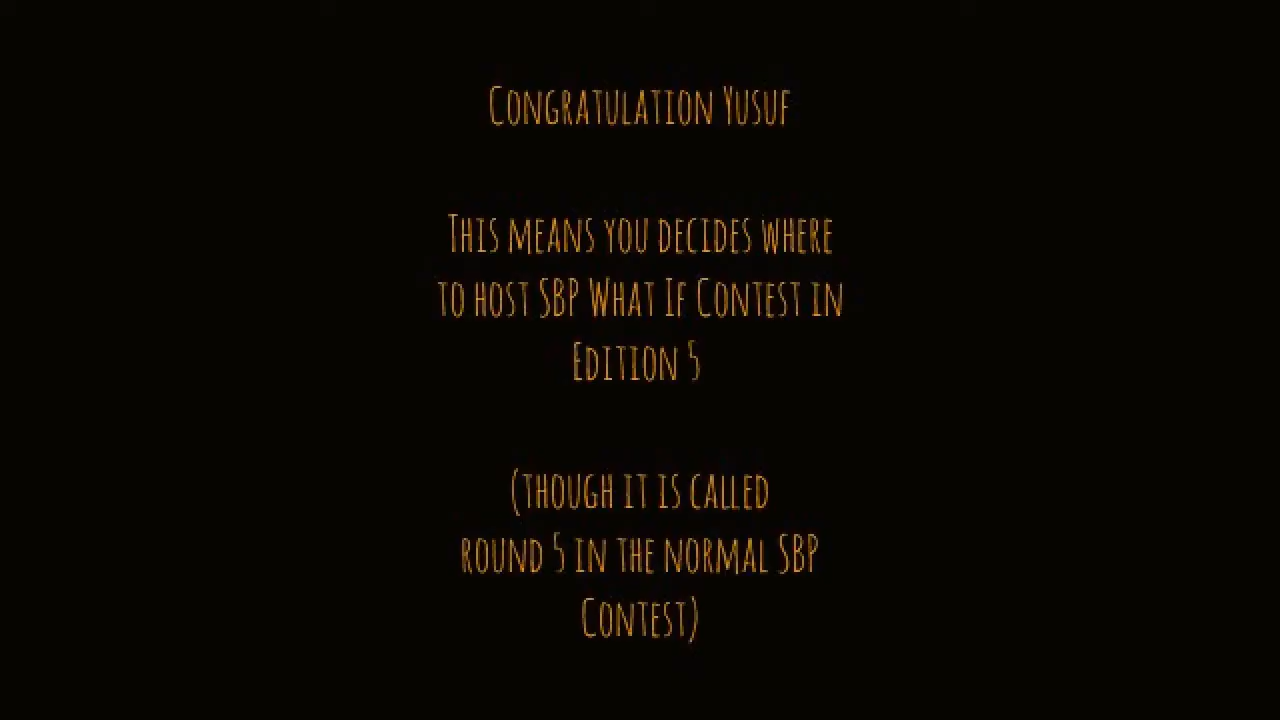 Congratulation Yusuf
This means you decides where
to host SBP What If Contest in
Edition 5
(though it is called
round 5 in the normal SBP
Contest)